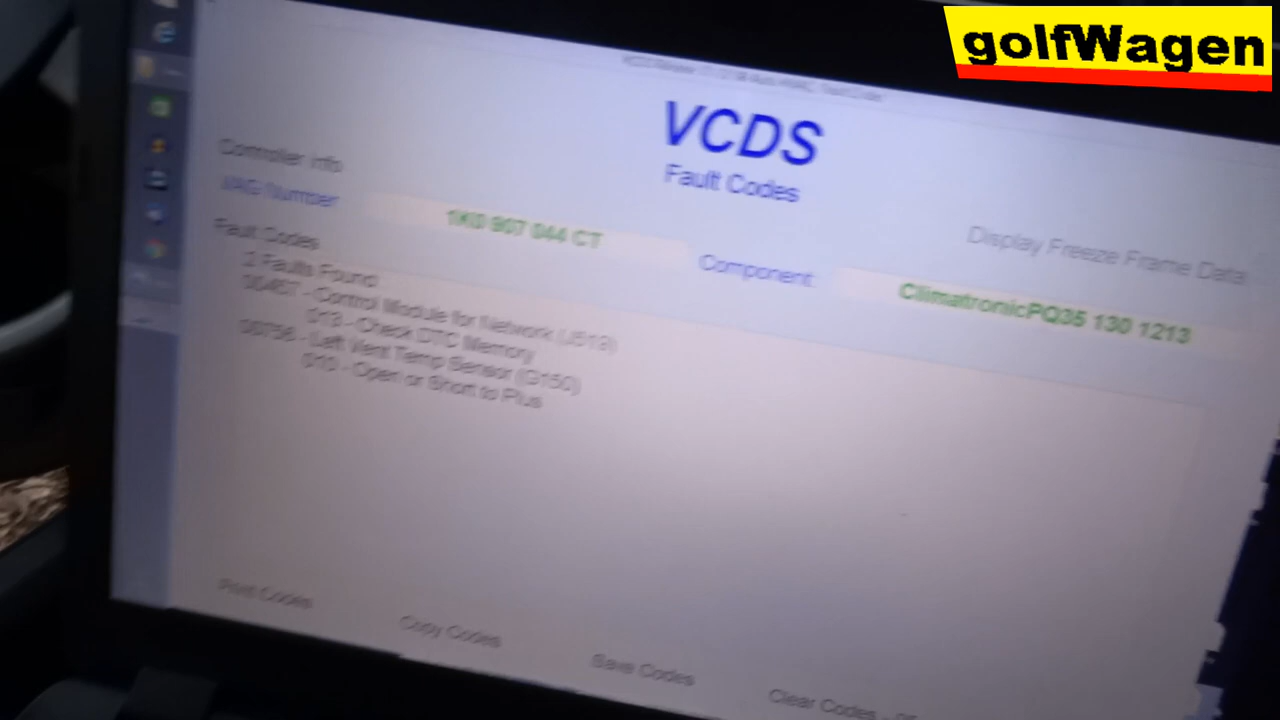 golfWagen
VCDS
Fault Codes
Controller Info
VAG Number
1K0 907 044 CT
Component:
ClimatronicPQ35 130 1213
Display Freeze Frame Data
Fault Codes
2 Faults Found:
- Control Module for Network (J519)
013 - Check DTC Memory
00756 - Left Vent Temp Sensor (G150)
010 - Open or Short to Plus
Print Codes
Copy Codes
Save Codes
Clear Codes - 05